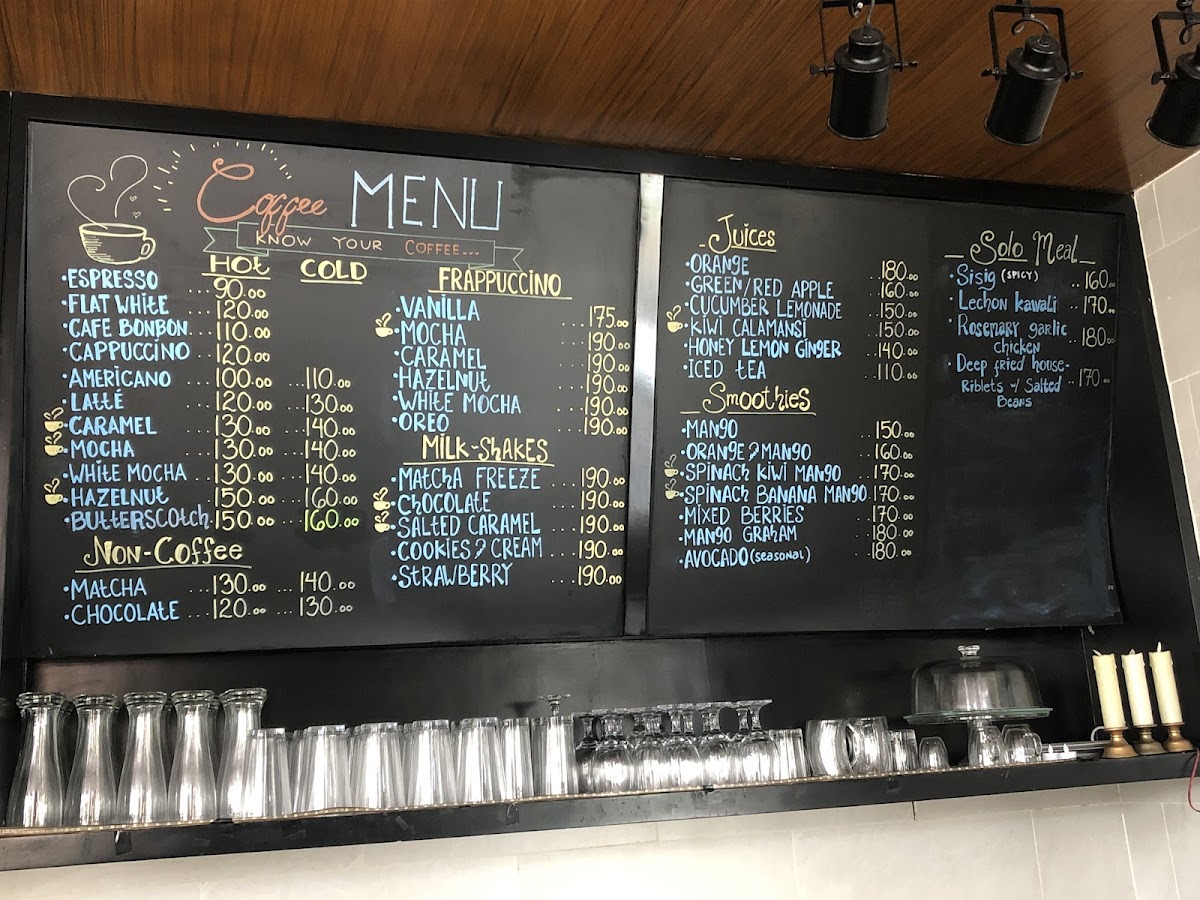 Coffee MENU
KNOW YOUR COFFEE...
HOT COLD
•ESPRESSO ...90.00
•FLAT WHITE ...120.00
•CAFE BONBON...110.00
•CAPPUCCINO ...120.00
•AMERICANO ...100.00 ...110.00
•LATTÉ ...120.00 ...130.00
•CARAMEL ...130.00 ...140.00
•MOCHA ...130.00 ...140.00
•WHITE MOCHA ...130.00 ...140.00
•HAZELNUT ...150.00 ...160.00
•BUTTERSCOTCH.150.00 ...160.00
NON-COFFEE
•MATCHA ...130.00 ...140.00
•CHOCOLATE ...120.00 ...130.00
FRAPPUCCINO
•VANILLA ...175.00
•MOCHA ...190.00
•CARAMEL ...190.00
•HAZELNUT ...190.00
•WHITE MOCHA ...190.00
•OREO ...190.00
MILK-SHAKES
•MATCHA FREEZE ...190.00
•CHOCOLATE ...190.00
•SALTED CARAMEL ...190.00
•COOKIES & CREAM ...190.00
•STRAWBERRY ...190.00
_Juices
•ORANGE ..180.00
•GREEN/RED APPLE ..160.00
•CUCUMBER LEMONADE ..150.00
•KIWI CALAMANSI ..150.00
•HONEY LEMON GINGER ..140.00
•ICED TEA ...110.00
_Smoothies
•MANGO ..150.00
•ORANGE & MANGO ..160.00
•SPINACH KIWI MANGO ..170.00
•SPINACH BANANA MANGO.170.00
•MIXED BERRIES ..170.00
•MANGO GRAHAM ..180.00
•AVOCADO (seasonal) ..180.00
_Solo Meal_
•Sisig (SPICY) ..160.00
•Lechon kawali ..170.00
•Rosemary garlic
chicken ..180.00
•Deep fried house-
Riblets w/ Salted ..170.00
Beans